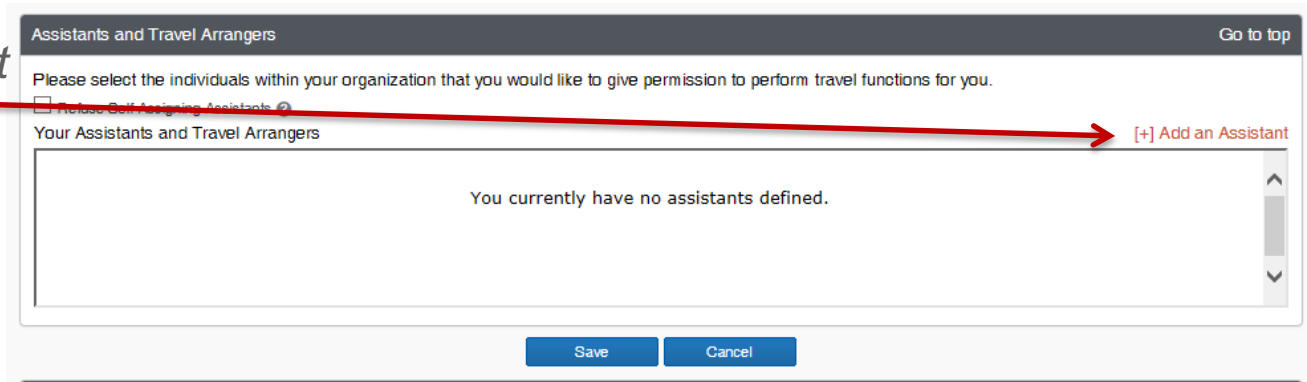 Assistants and Travel Arrangers Go to top
t
Please select the individuals within your organization that you would like to give permission to perform travel functions for you.
Refuse Self-Assigning Assistants
Your Assistants and Travel Arrangers [+] Add an Assistant
You currently have no assistants defined.
Save Cancel